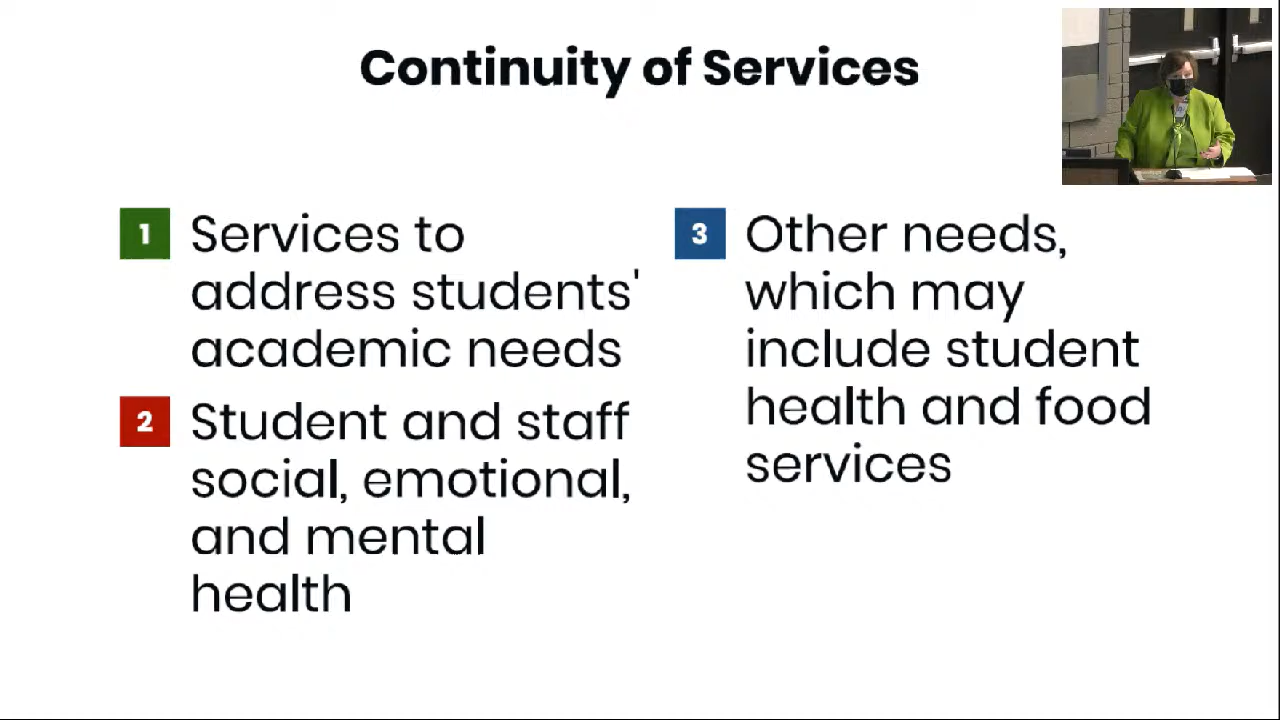 Continuity of Services
1 Services to
address students'
academic needs
2 Student and staff
social, emotional,
and mental
health
3 Other needs,
which may
include student
health and food
services